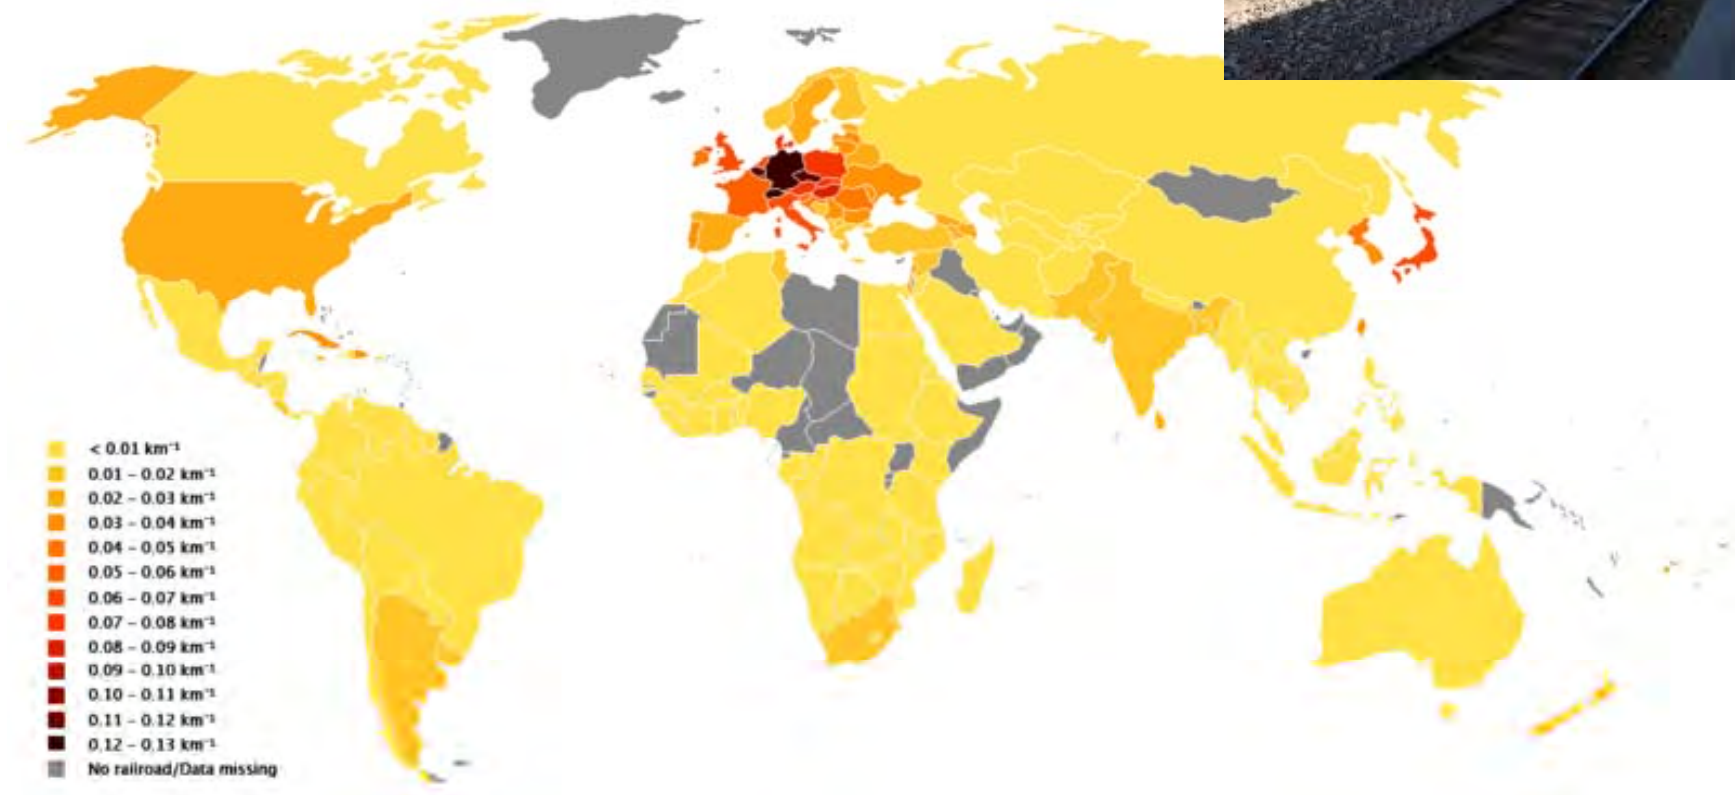 < 0.01 km⁻¹
0.01 – 0.02 km⁻¹
0.02 – 0.03 km⁻¹
0.03 – 0.04 km⁻¹
0.04 – 0.05 km⁻¹
0.05 – 0.06 km⁻¹
0.06 – 0.07 km⁻¹
0.07 – 0.08 km⁻¹
0.08 – 0.09 km⁻¹
0.09 – 0.10 km⁻¹
0.10 – 0.11 km⁻¹
0.11 – 0.12 km⁻¹
0.12 – 0.13 km⁻¹
No railroad/Data missing